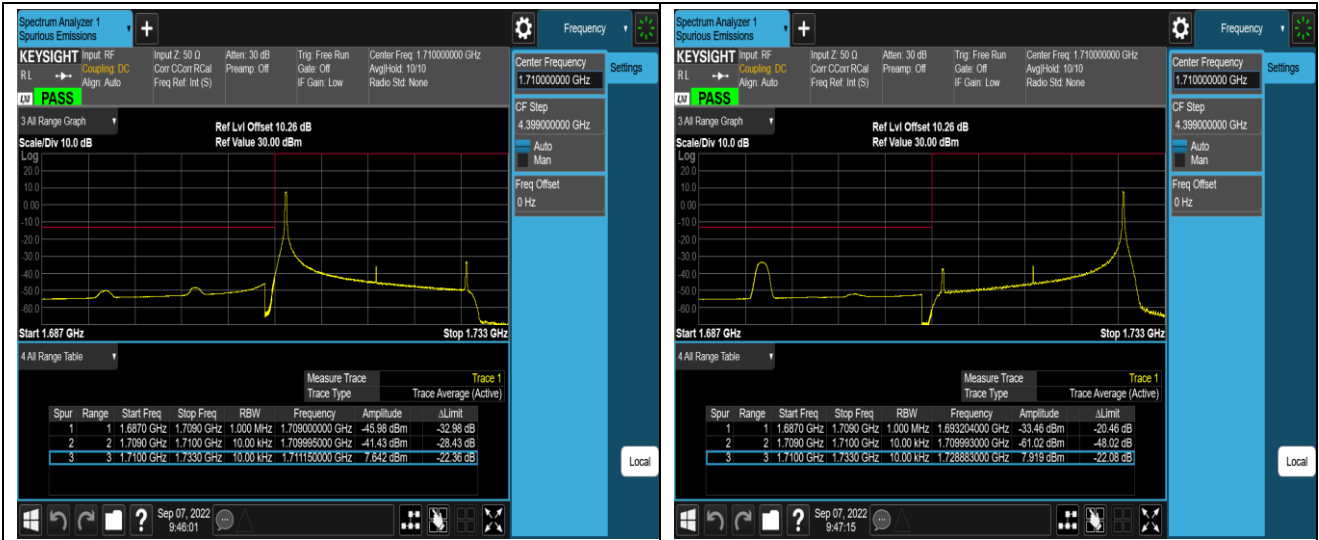 Spectrum Analyzer 1
Spurious Emissions
+
Frequency
KEYSIGHT Input: RF Input Z: 50 Ω Atten: 30 dB Trig: Free Run Center Freq: 1.710000000 GHz
Coupling: DC Corr CCorr RCal Preamp: Off Gate: Off Avg|Hold: 10/10
RL Align: Auto Freq Ref: Int (S) IF Gain: Low Radio Std: None
LXI PASS
Center Frequency
1.710000000 GHz
Settings
CF Step
4.399000000 GHz
Auto
Man
Freq Offset
0 Hz
3 All Range Graph
Ref Lvl Offset 10.26 dB
Scale/Div 10.0 dB Ref Value 30.00 dBm
Log
20.0
10.0
0.00
-10.0
-20.0
-30.0
-40.0
-50.0
-60.0
Start 1.687 GHz Stop 1.733 GHz
4 All Range Table
Measure Trace Trace 1
Trace Type Trace Average (Active)
Spur Range Start Freq Stop Freq RBW Frequency Amplitude ΔLimit
1 1 1.6870 GHz 1.7090 GHz 1.000 MHz 1.709000000 GHz -45.98 dBm -32.98 dB
2 2 1.7090 GHz 1.7100 GHz 10.00 kHz 1.709995000 GHz -41.43 dBm -28.43 dB
3 3 1.7100 GHz 1.7330 GHz 10.00 kHz 1.711150000 GHz 7.642 dBm -22.36 dB
Local
? Sep 07, 2022
9:46:01
Spectrum Analyzer 1
Spurious Emissions
+
Frequency
KEYSIGHT Input: RF Input Z: 50 Ω Atten: 30 dB Trig: Free Run Center Freq: 1.710000000 GHz
Coupling: DC Corr CCorr RCal Preamp: Off Gate: Off Avg|Hold: 10/10
RL Align: Auto Freq Ref: Int (S) IF Gain: Low Radio Std: None
LXI PASS
Center Frequency
1.710000000 GHz
Settings
CF Step
4.399000000 GHz
Auto
Man
Freq Offset
0 Hz
3 All Range Graph
Ref Lvl Offset 10.26 dB
Scale/Div 10.0 dB Ref Value 30.00 dBm
Log
20.0
10.0
0.00
-10.0
-20.0
-30.0
-40.0
-50.0
-60.0
Start 1.687 GHz Stop 1.733 GHz
4 All Range Table
Measure Trace Trace 1
Trace Type Trace Average (Active)
Spur Range Start Freq Stop Freq RBW Frequency Amplitude ΔLimit
1 1 1.6870 GHz 1.7090 GHz 1.000 MHz 1.693204000 GHz -33.46 dBm -20.46 dB
2 2 1.7090 GHz 1.7100 GHz 10.00 kHz 1.709993000 GHz -61.02 dBm -48.02 dB
3 3 1.7100 GHz 1.7330 GHz 10.00 kHz 1.728883000 GHz 7.919 dBm -22.08 dB
Local
? Sep 07, 2022
9:47:15